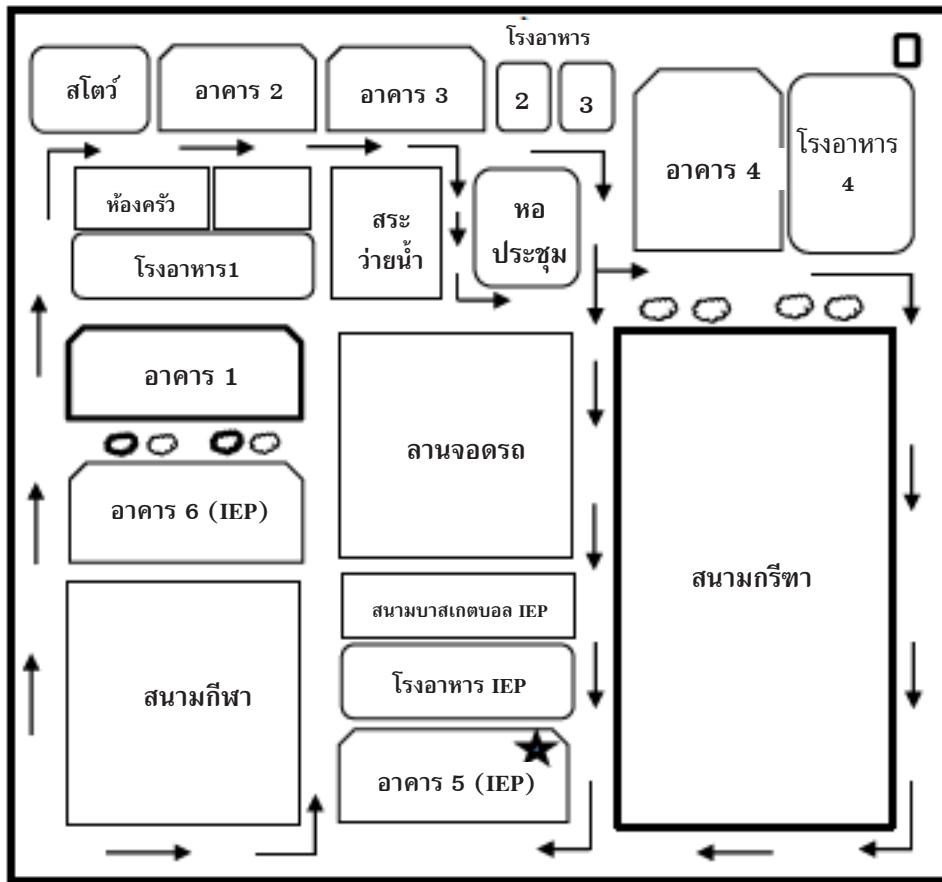 โรงอาหาร
สโตว์
อาคาร 2
อาคาร 3
2
3
อาคาร 4
โรงอาหาร
4
ห้องครัว
สระ
ว่ายน้ำ
หอ
ประชุม
โรงอาหาร1
อาคาร 1
ลานจอดรถ
อาคาร 6 (IEP)
สนามกรีฑา
สนามบาสเกตบอล IEP
โรงอาหาร IEP
สนามกีฬา
อาคาร 5 (IEP)